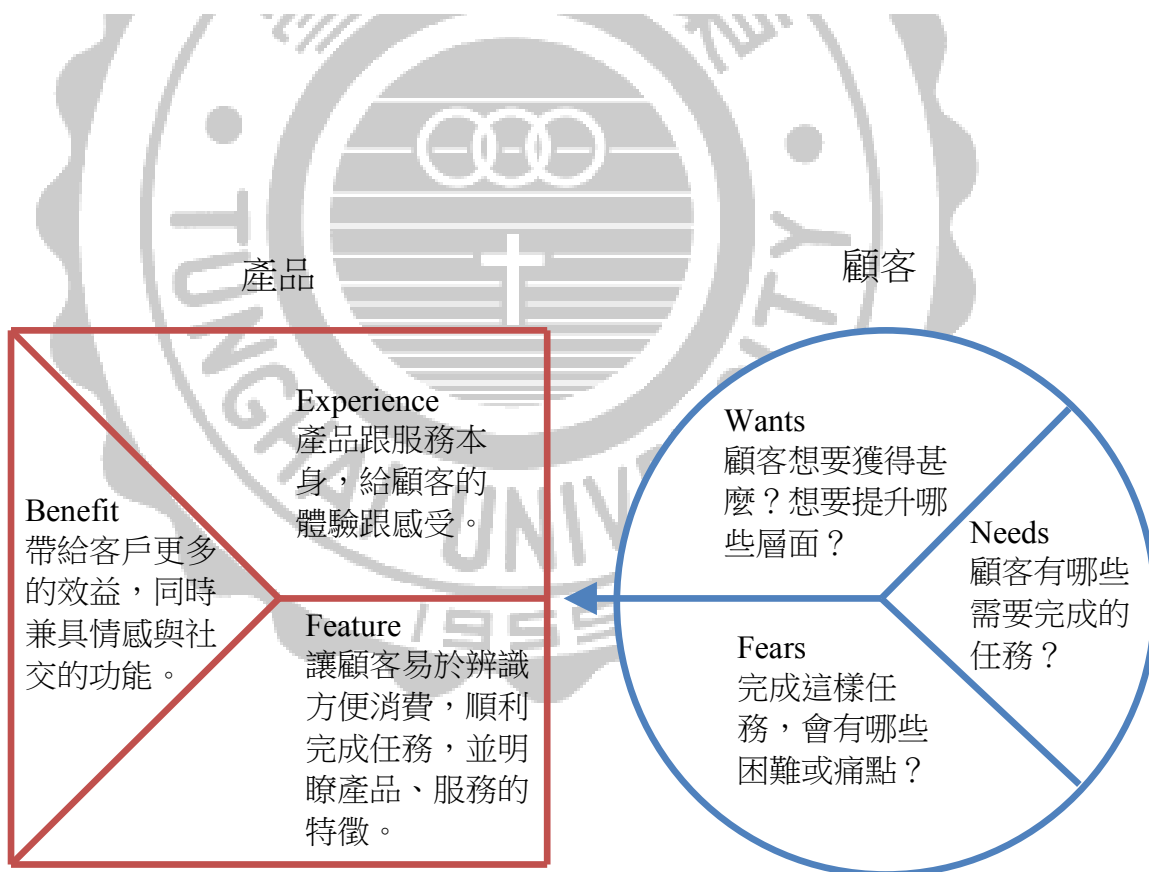 產品
顧客
Experience
產品跟服務本
身，給顧客的
體驗跟感受。
Benefit
帶給客戶更多
的效益，同時
兼具情感與社
交的功能。
Feature
讓顧客易於辨識
方便消費，順利
完成任務，並明
瞭產品、服務的
特徵。
Wants
顧客想要獲得甚
麼？想要提升哪
些層面？
Needs
顧客有哪些
需要完成的
任務？
Fears
完成這樣任
務，會有哪些
困難或痛點？
TUNGHAI UNIVERSITY
1955